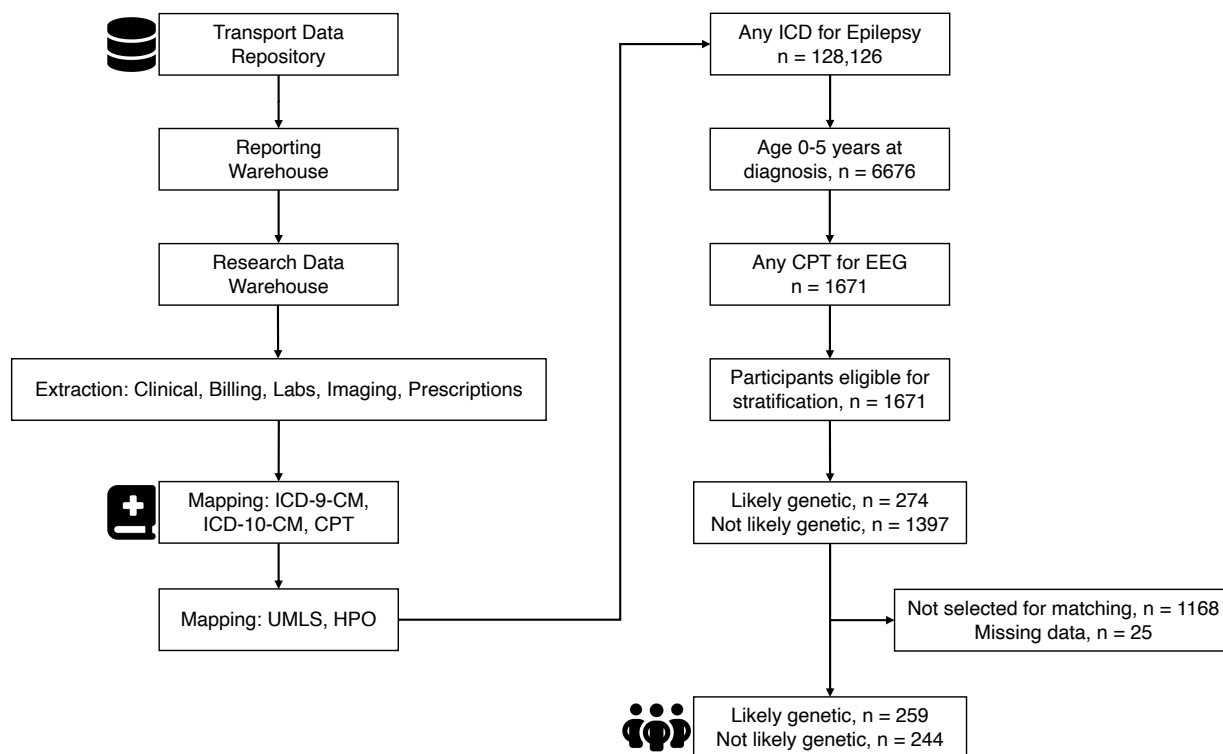 Transport Data
Repository
Reporting
Warehouse
Research Data
Warehouse
Extraction: Clinical, Billing, Labs, Imaging, Prescriptions
Mapping: ICD-9-CM,
ICD-10-CM, CPT
Mapping: UMLS, HPO
Any ICD for Epilepsy
n = 128,126
Age 0-5 years at
diagnosis, n = 6676
Any CPT for EEG
n = 1671
Participants eligible for
stratification, n = 1671
Likely genetic, n = 274
Not likely genetic, n = 1397
Not selected for matching, n = 1168
Missing data, n = 25
Likely genetic, n = 259
Not likely genetic, n = 244